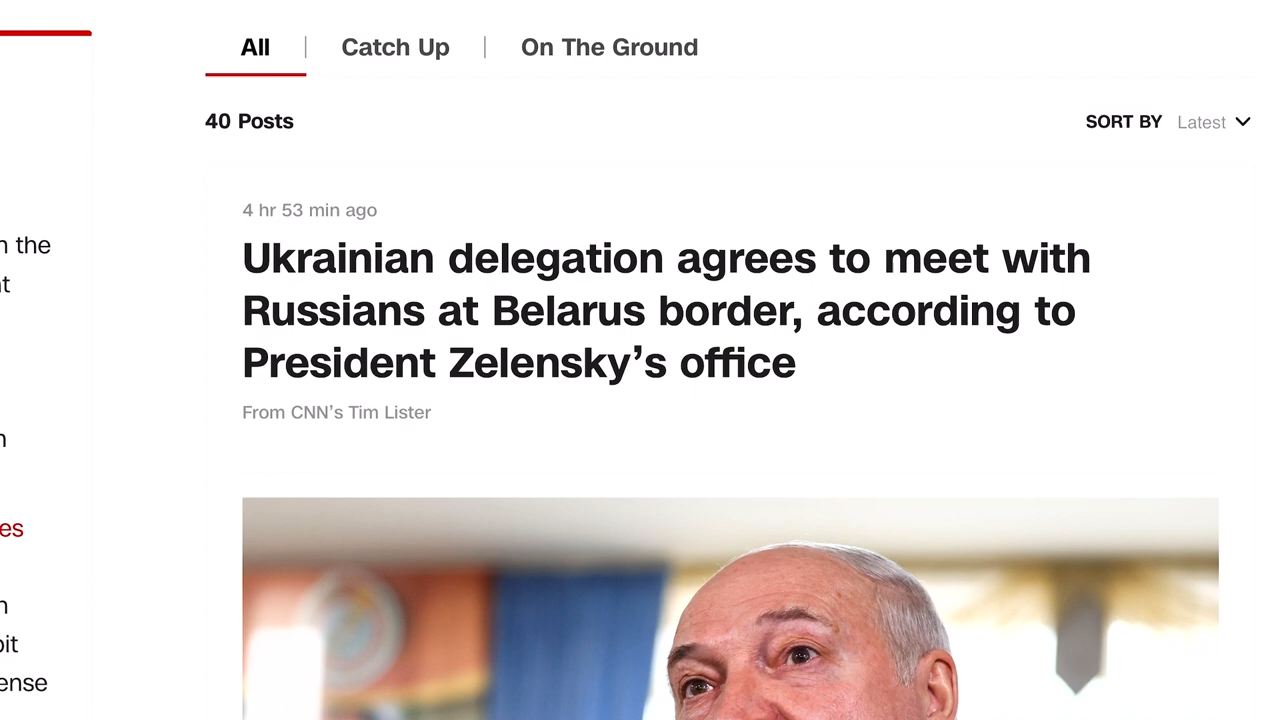 All
Catch Up
On The Ground
40 Posts
SORT BY Latest
4 hr 53 min ago
Ukrainian delegation agrees to meet with
Russians at Belarus border, according to
President Zelensky’s office
From CNN’s Tim Lister
the